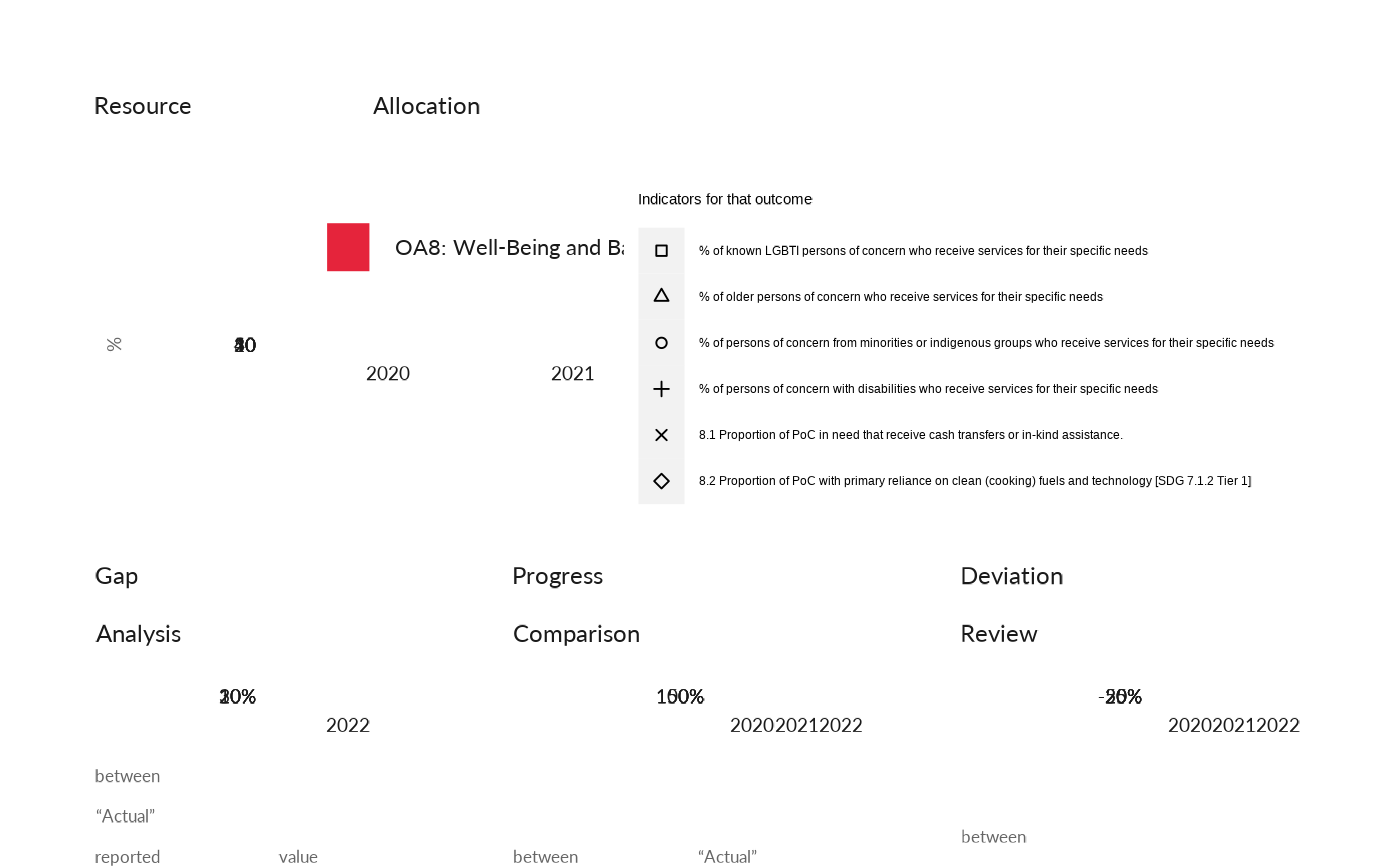 Resource Allocation
Indicators for that outcome
OA8: Well-Being and
% of known LGBTI persons of concern who receive services for their specific needs
% of older persons of concern who receive services for their specific needs
%
2020 2021
% of persons of concern from minorities or indigenous groups who receive services for their specific needs
% of persons of concern with disabilities who receive services for their specific needs
8.1 Proportion of PoC in need that receive cash transfers or in-kind assistance.
8.2 Proportion of PoC with primary reliance on clean (cooking) fuels and technology [SDG 7.1.2 Tier 1]
Gap
Analysis
2022
between
“Actual”
reported value
Progress
Comparison
202020212022
between “Actual”
Deviation
Review
202020212022
between